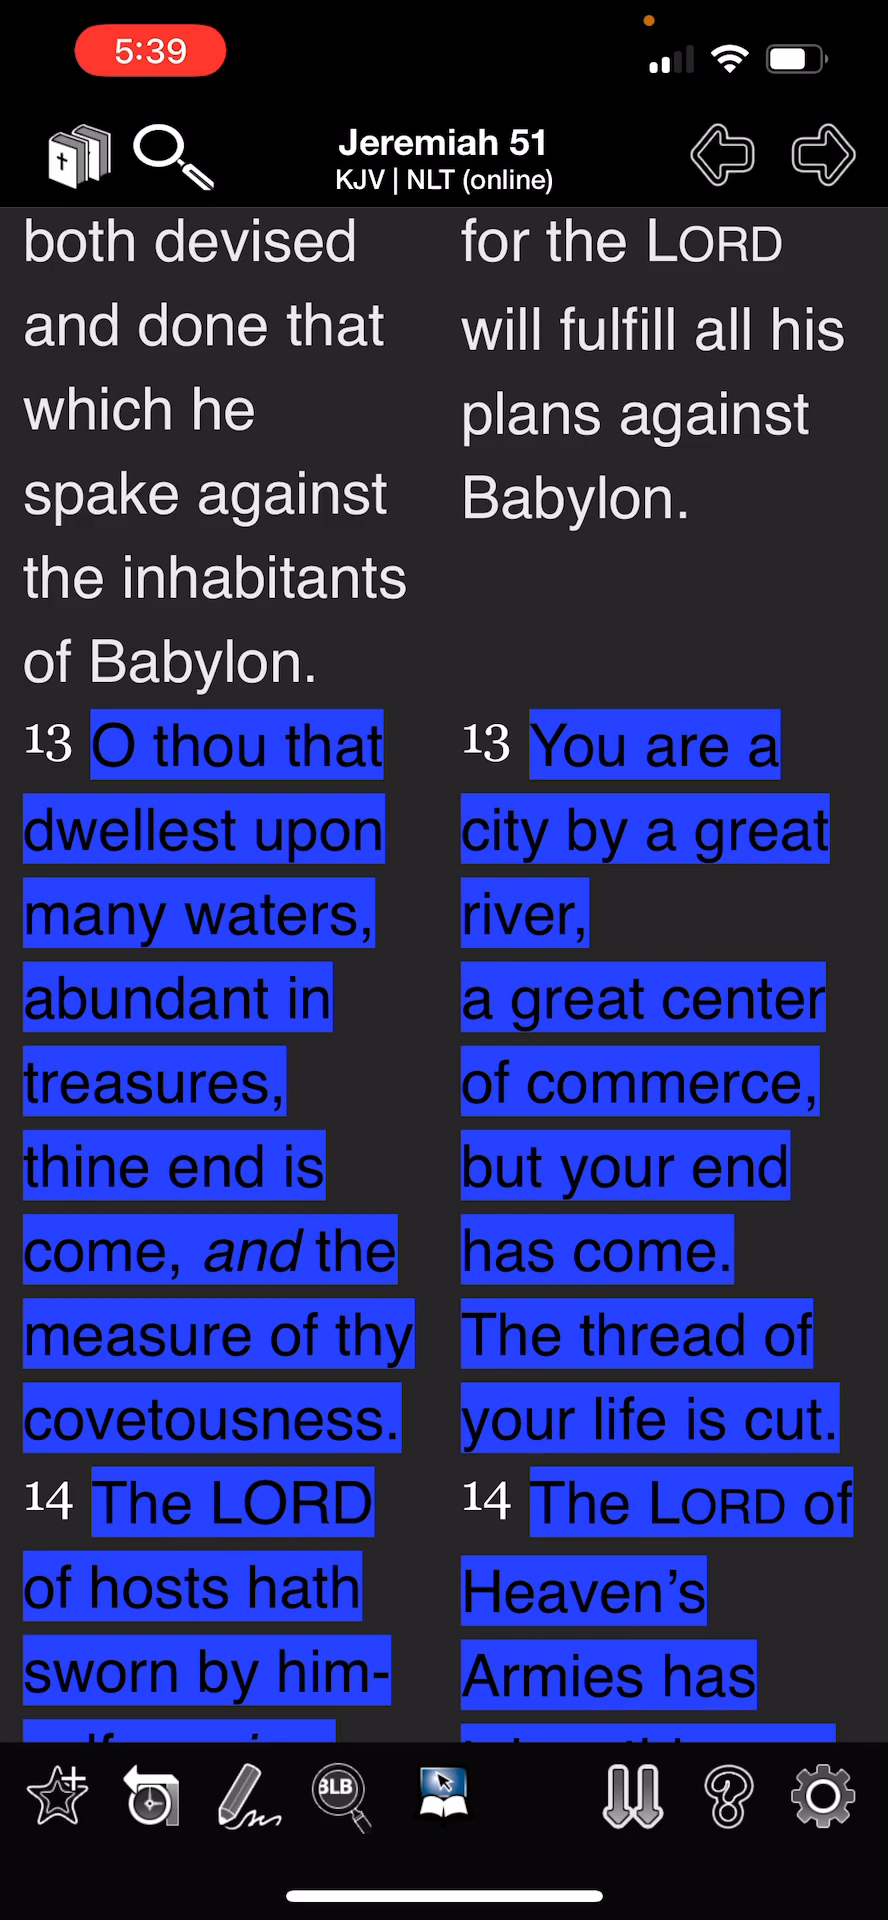 5:39
Jeremiah 51
KJV | NLT (online)
both devised
and done that
which he
spake against
the inhabitants
of Babylon.
13 O thou that
dwellest upon
many waters,
abundant in
treasures,
thine end is
come, and the
measure of thy
covetousness.
14 The LORD
of hosts hath
sworn by him-
for the LORD
will fulfill all his
plans against
Babylon.
13 You are a
city by a great
river,
a great center
of commerce,
but your end
has come.
The thread of
your life is cut.
14 The LORD of
Heaven’s
Armies has
BLB